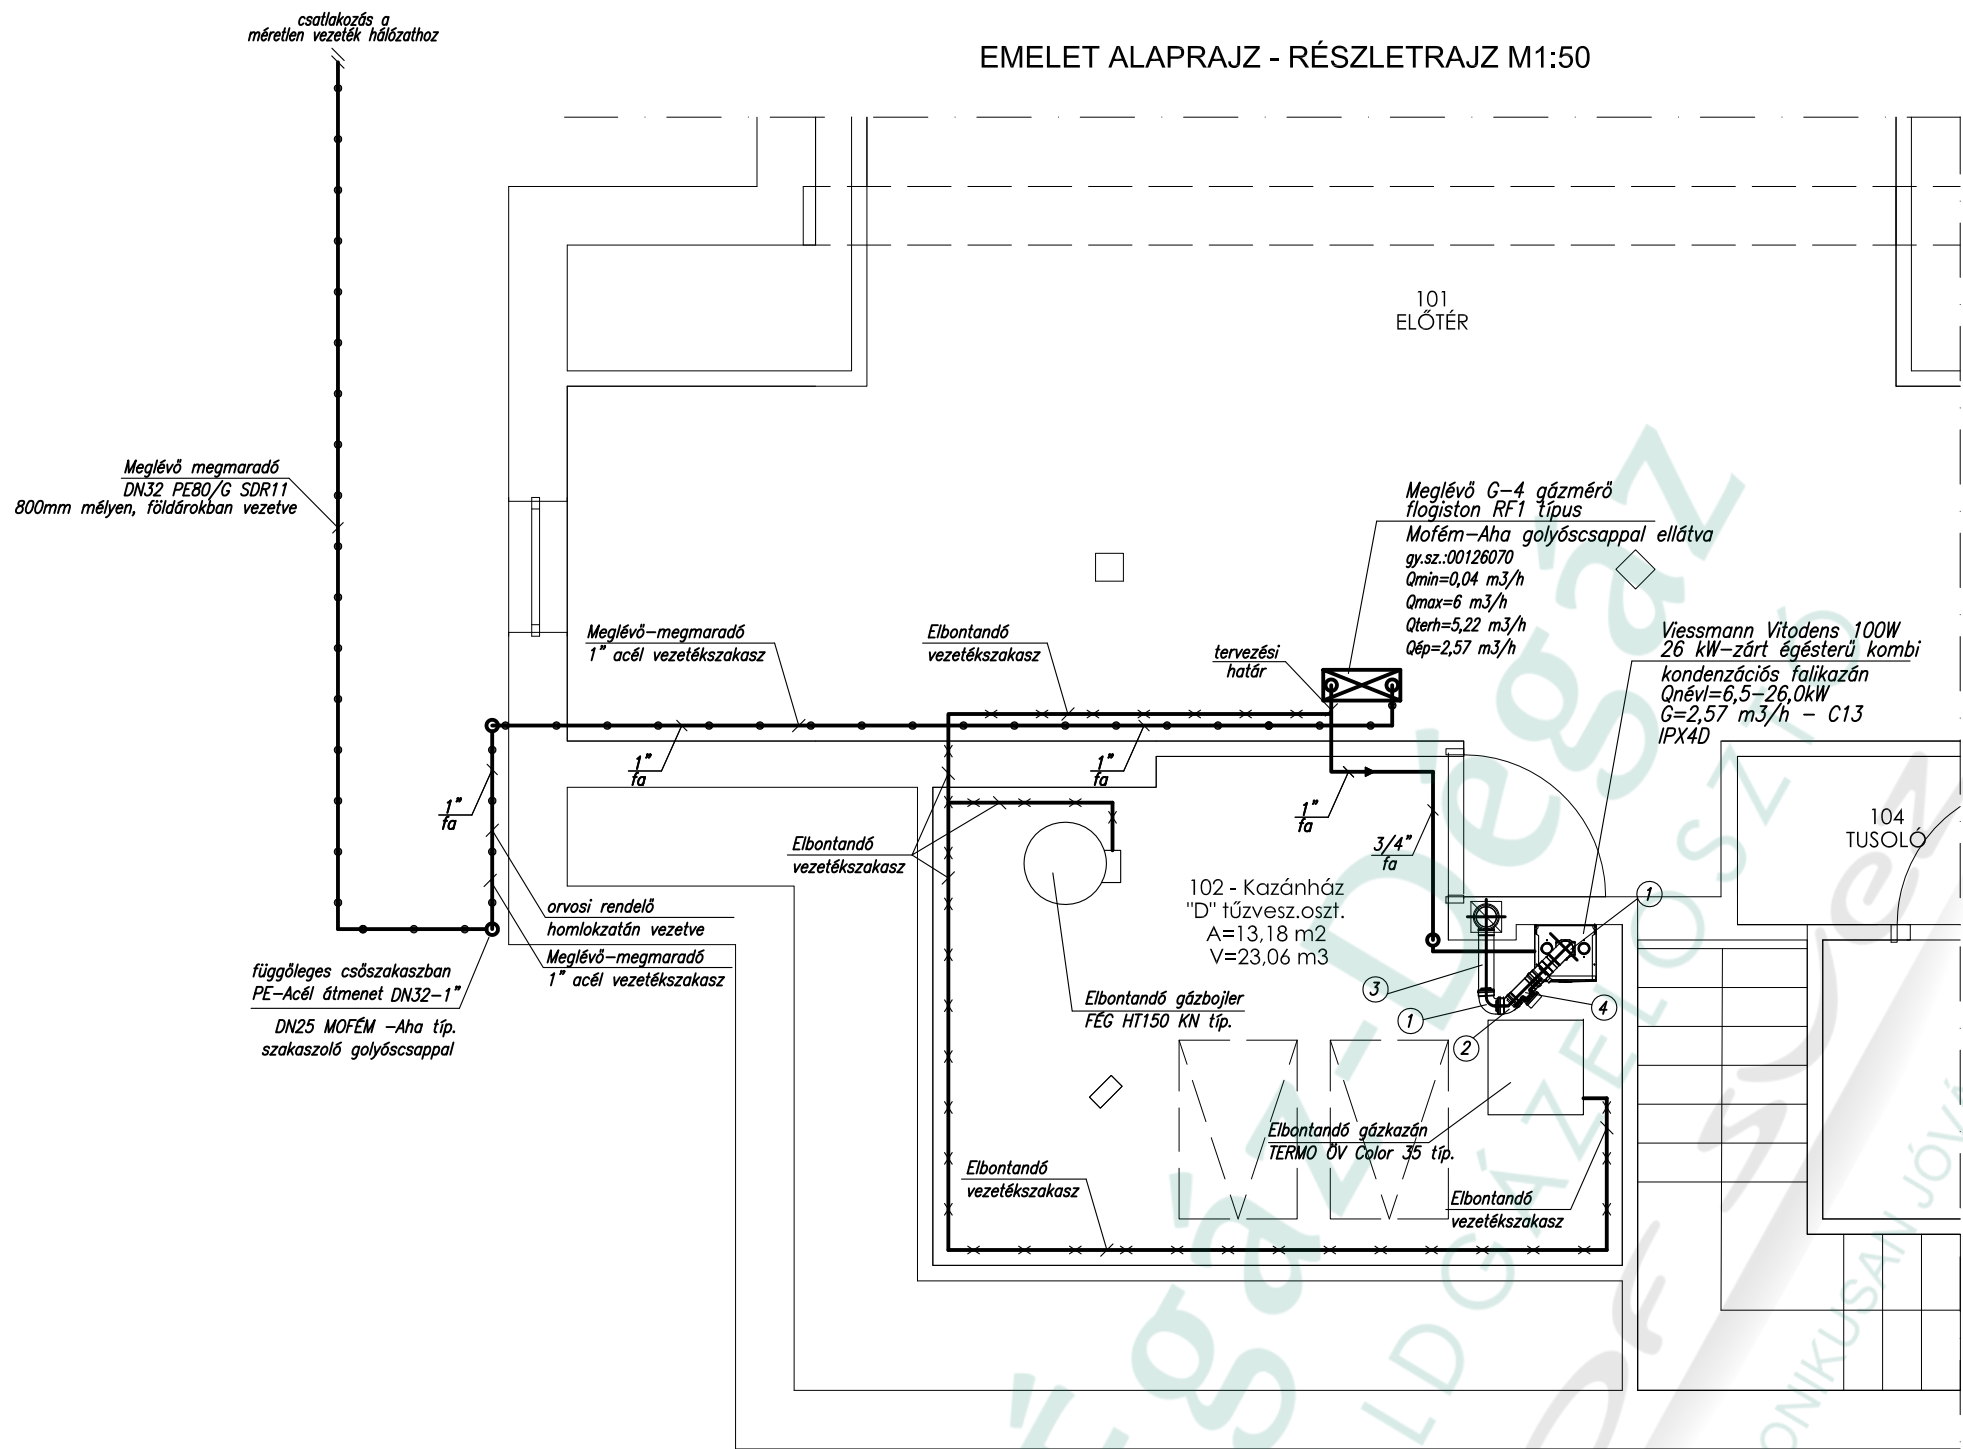 csatlakozás a
méretlen vezeték hálózathoz
EMELET ALAPRAJZ - RÉSZLETRAJZ M1:50
101
ELŐTÉR
Meglévő megmaradó
DN32 PE80/G SDR11
800mm mélyen, földárokban vezetve
Meglévő G-4 gázmérő
flogiston RF1 típus
Mofém-Aha golyóscsappal ellátva
gy.sz.:00126070
Qmin=0,04 m3/h
Qmax=6 m3/h
Qterh=5,22 m3/h
Qép=2,57 m3/h
Viessmann Vitodens 100W
26 kW-zárt égésterű kombi
kondenzációs falikazán
Qnévl=6,5-26,0kW
G=2,57 m3/h - C13
IPX4D
Meglévő-megmaradó
1" acél vezetékszakasz
Elbontandó
vezetékszakasz
tervezési
határ
1"
fa
1"
fa
1"
fa
1"
fa
3/4"
fa
104
TUSOLÓ
Elbontandó
vezetékszakasz
102 - Kazánház
"D" tűzvesz.oszt.
A=13,18 m2
V=23,06 m3
1
3
1
2
4
orvosi rendelő
homlokzatán vezetve
Meglévő-megmaradó
1" acél vezetékszakasz
függőleges csőszakaszban
PE-Acél átmenet DN32-1"
DN25 MOFÉM -Aha típ.
szakaszoló golyóscsappal
Elbontandó gázbojler
FÉG HT150 KN típ.
Elbontandó gázkazán
TERMO ÖV Color 35 típ.
Elbontandó
vezetékszakasz
Elbontandó
vezetékszakasz
égáz-Dégáz
LDGÁZELOSZTÓ